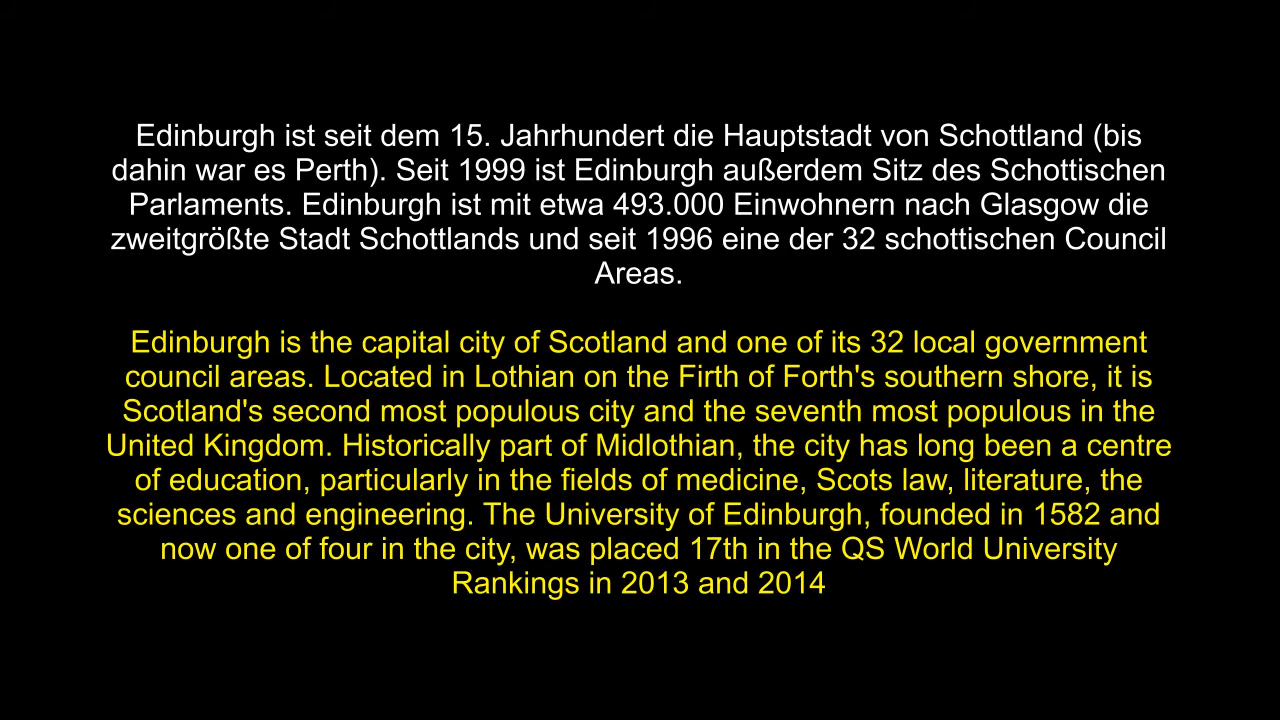 Edinburgh ist seit dem 15. Jahrhundert die Hauptstadt von Schottland (bis
dahin war es Perth). Seit 1999 ist Edinburgh außerdem Sitz des Schottischen
Parlaments. Edinburgh ist mit etwa 493.000 Einwohnern nach Glasgow die
zweitgrößte Stadt Schottlands und seit 1996 eine der 32 schottischen Council
Areas.
Edinburgh is the capital city of Scotland and one of its 32 local government
council areas. Located in Lothian on the Firth of Forth's southern shore, it is
Scotland's second most populous city and the seventh most populous in the
United Kingdom. Historically part of Midlothian, the city has long been a centre
of education, particularly in the fields of medicine, Scots law, literature, the
sciences and engineering. The University of Edinburgh, founded in 1582 and
now one of four in the city, was placed 17th in the QS World University
Rankings in 2013 and 2014